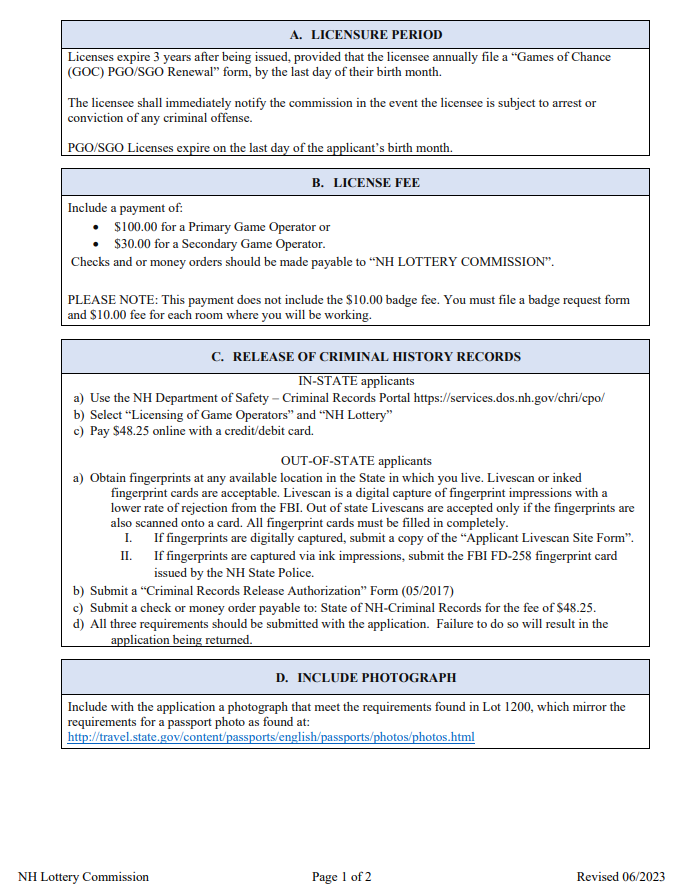 A. LICENSURE PERIOD
Licenses expire 3 years after being issued, provided that the licensee annually file a “Games of Chance
(GOC) PGO/SGO Renewal” form, by the last day of their birth month.
The licensee shall immediately notify the commission in the event the licensee is subject to arrest or
conviction of any criminal offense.
PGO/SGO Licenses expire on the last day of the applicant’s birth month.
B. LICENSE FEE
Include a payment of:
• $100.00 for a Primary Game Operator or
• $30.00 for a Secondary Game Operator.
Checks and or money orders should be made payable to “NH LOTTERY COMMISSION”.
PLEASE NOTE: This payment does not include the $10.00 badge fee. You must file a badge request form
and $10.00 fee for each room where you will be working.
C. RELEASE OF CRIMINAL HISTORY RECORDS
IN-STATE applicants
a) Use the NH Department of Safety – Criminal Records Portal https://services.dos.nh.gov/chri/cpo/
b) Select “Licensing of Game Operators” and “NH Lottery”
c) Pay $48.25 online with a credit/debit card.
OUT-OF-STATE applicants
a) Obtain fingerprints at any available location in the State in which you live. Livescan or inked
fingerprint cards are acceptable. Livescan is a digital capture of fingerprint impressions with a
lower rate of rejection from the FBI. Out of state Livescans are accepted only if the fingerprints are
also scanned onto a card. All fingerprint cards must be filled in completely.
I. If fingerprints are digitally captured, submit a copy of the “Applicant Livescan Site Form”.
II. If fingerprints are captured via ink impressions, submit the FBI FD-258 fingerprint card
issued by the NH State Police.
b) Submit a “Criminal Records Release Authorization” Form (05/2017)
c) Submit a check or money order payable to: State of NH-Criminal Records for the fee of $48.25.
d) All three requirements should be submitted with the application. Failure to do so will result in the
application being returned.
D. INCLUDE PHOTOGRAPH
Include with the application a photograph that meet the requirements found in Lot 1200, which mirror the
requirements for a passport photo as found at:
http://travel.state.gov/content/passports/english/passports/photos/photos.html
NH Lottery Commission Page 1 of 2 Revised 06/2023